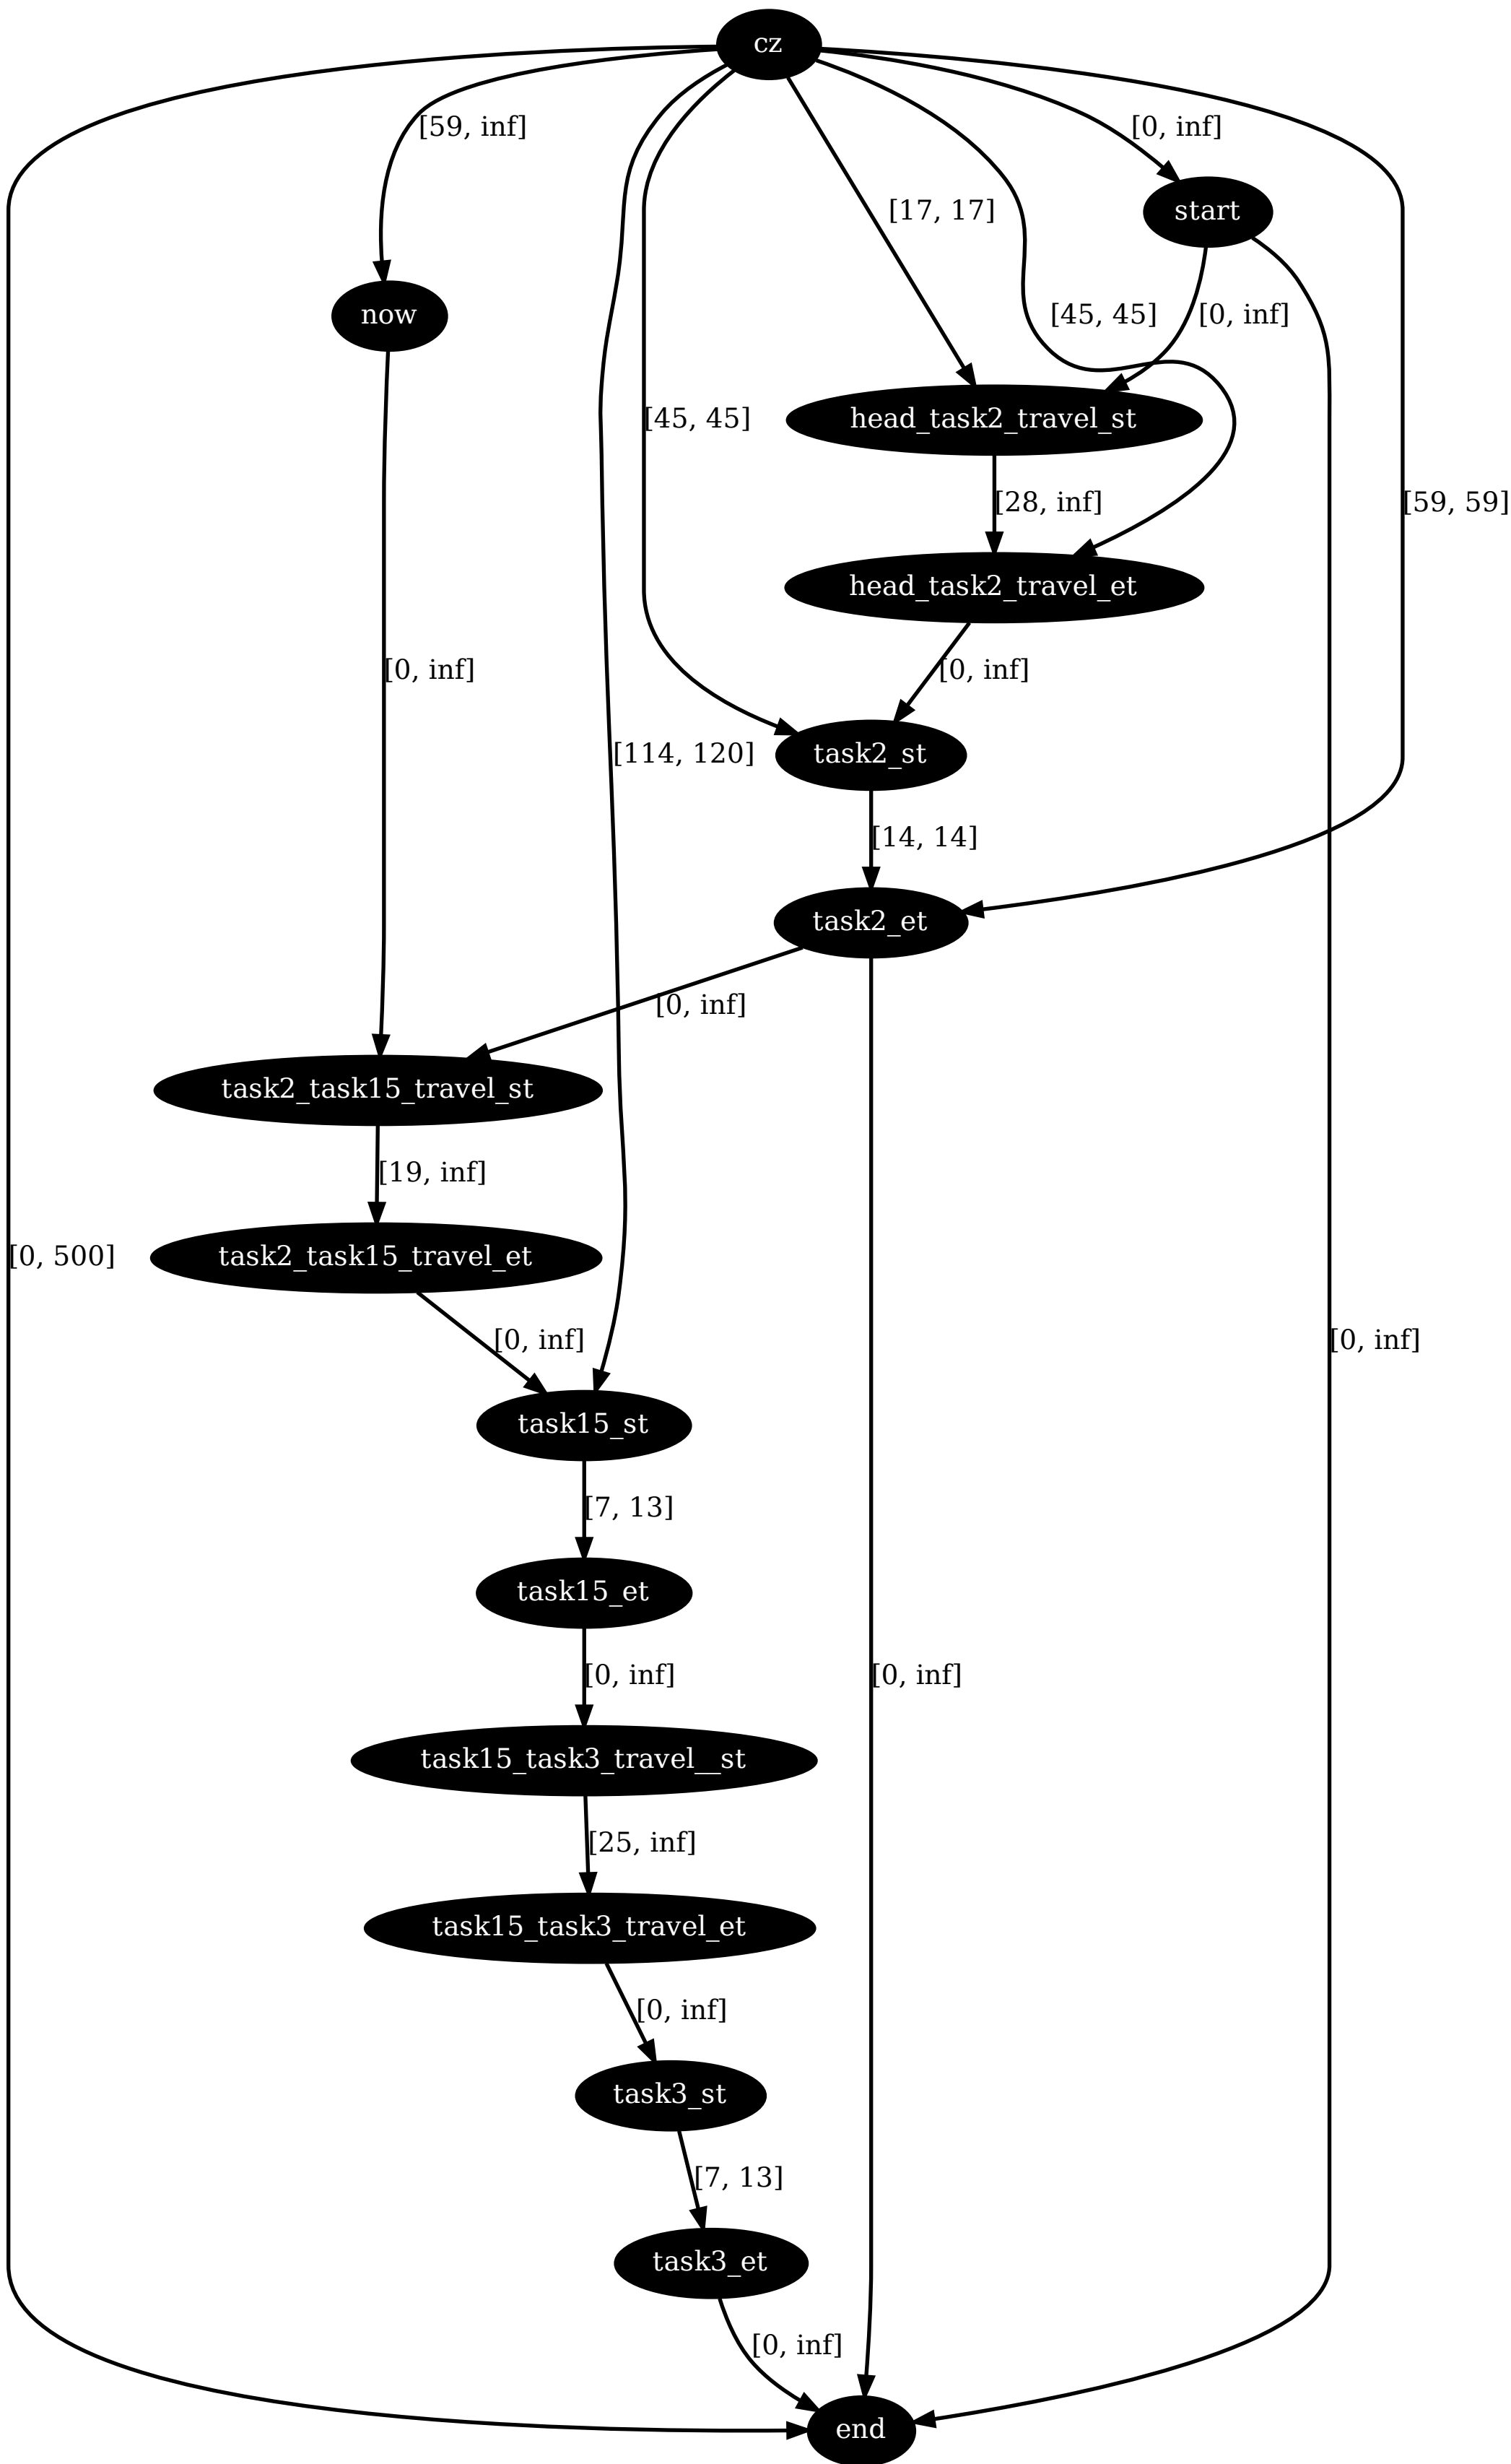 cz
[59, inf]
[0, inf]
start
[17, 17]
now
[45, 45]
[0, inf]
[45, 45]
head_task2_travel_st
[28, inf]
[59, 59]
head_task2_travel_et
[0, inf]
[0, inf]
[114, 120]
task2_st
[14, 14]
task2_et
[0, inf]
task2_task15_travel_st
[19, inf]
[0, 500]
task2_task15_travel_et
[0, inf]
[0, inf]
task15_st
[7, 13]
task15_et
[0, inf]
[0, inf]
task15_task3_travel__st
[25, inf]
task15_task3_travel_et
[0, inf]
task3_st
[7, 13]
task3_et
[0, inf]
end